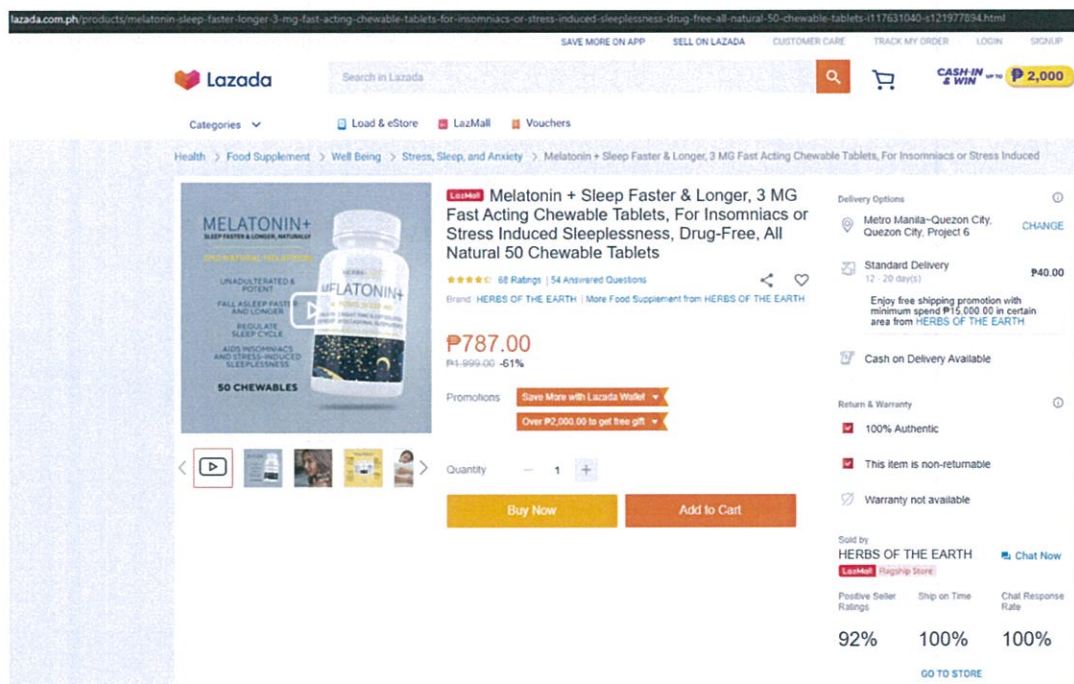 lazada.com.ph/products/melatonin-sleep-faster-longer-3-mg-fast-acting-chewable-tablets-for-insomniacs-or-stress-induced-sleeplessness-drug-free-all-natural-50-chewable-tablets-i117631040-s121977894.html
SAVE MORE ON APP SELL ON LAZADA CUSTOMER CARE TRACK MY ORDER LOGIN SIGNUP
Lazada
Search in Lazada
CASH-IN & WIN UP TO ₱ 2,000
Categories
Load & eStore LazMall Vouchers
Health > Food Supplement > Well Being > Stress, Sleep, and Anxiety > Melatonin + Sleep Faster & Longer, 3 MG Fast Acting Chewable Tablets, For Insomniacs or Stress Induced
MELATONIN+
SLEEP FASTER & LONGER, NATURALLY
UNADULTERATED &
POTENT
FALL ASLEEP FASTER
AND LONGER
REGULATE
SLEEP CYCLE
AIDS INSOMNIACS
AND STRESS-INDUCED
SLEEPLESSNESS
50 CHEWABLES
MELATONIN+
LazMall Melatonin + Sleep Faster & Longer, 3 MG
Fast Acting Chewable Tablets, For Insomniacs or
Stress Induced Sleeplessness, Drug-Free, All
Natural 50 Chewable Tablets
68 Ratings | 54 Answered Questions
Brand: HERBS OF THE EARTH | More Food Supplement from HERBS OF THE EARTH
₱787.00
₱1,999.00 -61%
Promotions
Save More with Lazada Wallet
Over ₱2,000.00 to get free gift
Quantity − 1 +
Buy Now Add to Cart
Delivery Options
Metro Manila~Quezon City,
Quezon City, Project 6
CHANGE
Standard Delivery
12 - 20 day(s)
₱40.00
Enjoy free shipping promotion with
minimum spend ₱15,000.00 in certain
area from HERBS OF THE EARTH
Cash on Delivery Available
Return & Warranty
100% Authentic
This item is non-returnable
Warranty not available
Sold by
HERBS OF THE EARTH
Chat Now
LazMall Flagship Store
Positive Seller Ratings
Ship on Time
Chat Response Rate
92% 100% 100%
GO TO STORE